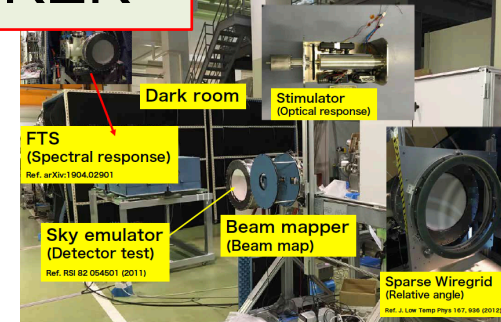 Dark room
Stimulator
(Optical response)
FTS
(Spectral response)
Ref. arXiv:1904.02901
Sky emulator
(Detector test)
Ref. RSI 82 054501 (2011)
Beam mapper
(Beam map)
Sparse Wiregrid
(Relative angle)
Ref. J. Low Temp Phys 167, 936 (2012)